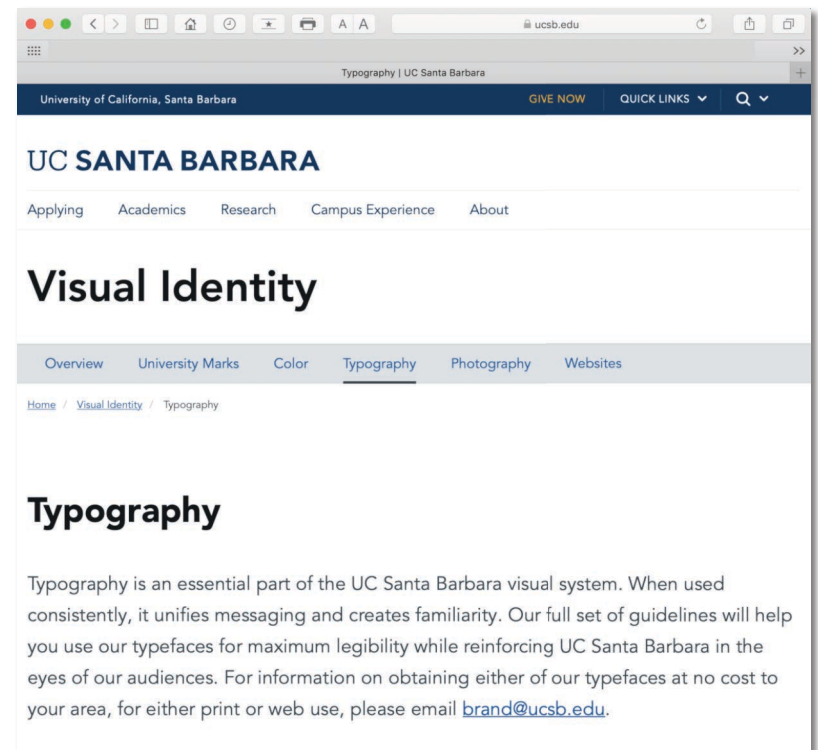 A A ucsb.edu
>>
Typography | UC Santa Barbara +
University of California, Santa Barbara GIVE NOW QUICK LINKS
UC SANTA BARBARA
Applying Academics Research Campus Experience About
Visual Identity
Overview University Marks Color Typography Photography Websites
Home / Visual Identity / Typography
Typography
Typography is an essential part of the UC Santa Barbara visual system. When used
consistently, it unifies messaging and creates familiarity. Our full set of guidelines will help
you use our typefaces for maximum legibility while reinforcing UC Santa Barbara in the
eyes of our audiences. For information on obtaining either of our typefaces at no cost to
your area, for either print or web use, please email brand@ucsb.edu.